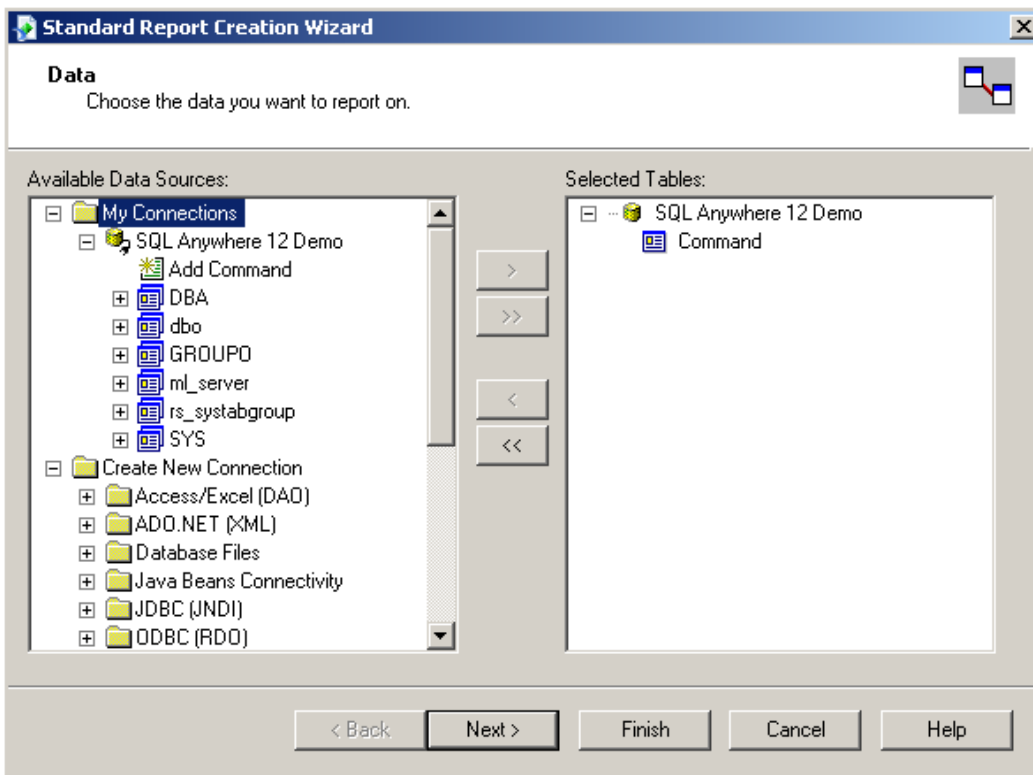 Standard Report Creation Wizard
Data
Choose the data you want to report on.
Available Data Sources:
My Connections
SQL Anywhere 12 Demo
Add Command
DBA
dbo
GROUPO
ml_server
rs_systabgroup
SYS
Create New Connection
Access/Excel (DAO)
ADO.NET (XML)
Database Files
Java Beans Connectivity
JDBC (JNDI)
ODBC (RDO)
>
>>
<
<<
Selected Tables:
SQL Anywhere 12 Demo
Command
< Back
Next >
Finish
Cancel
Help